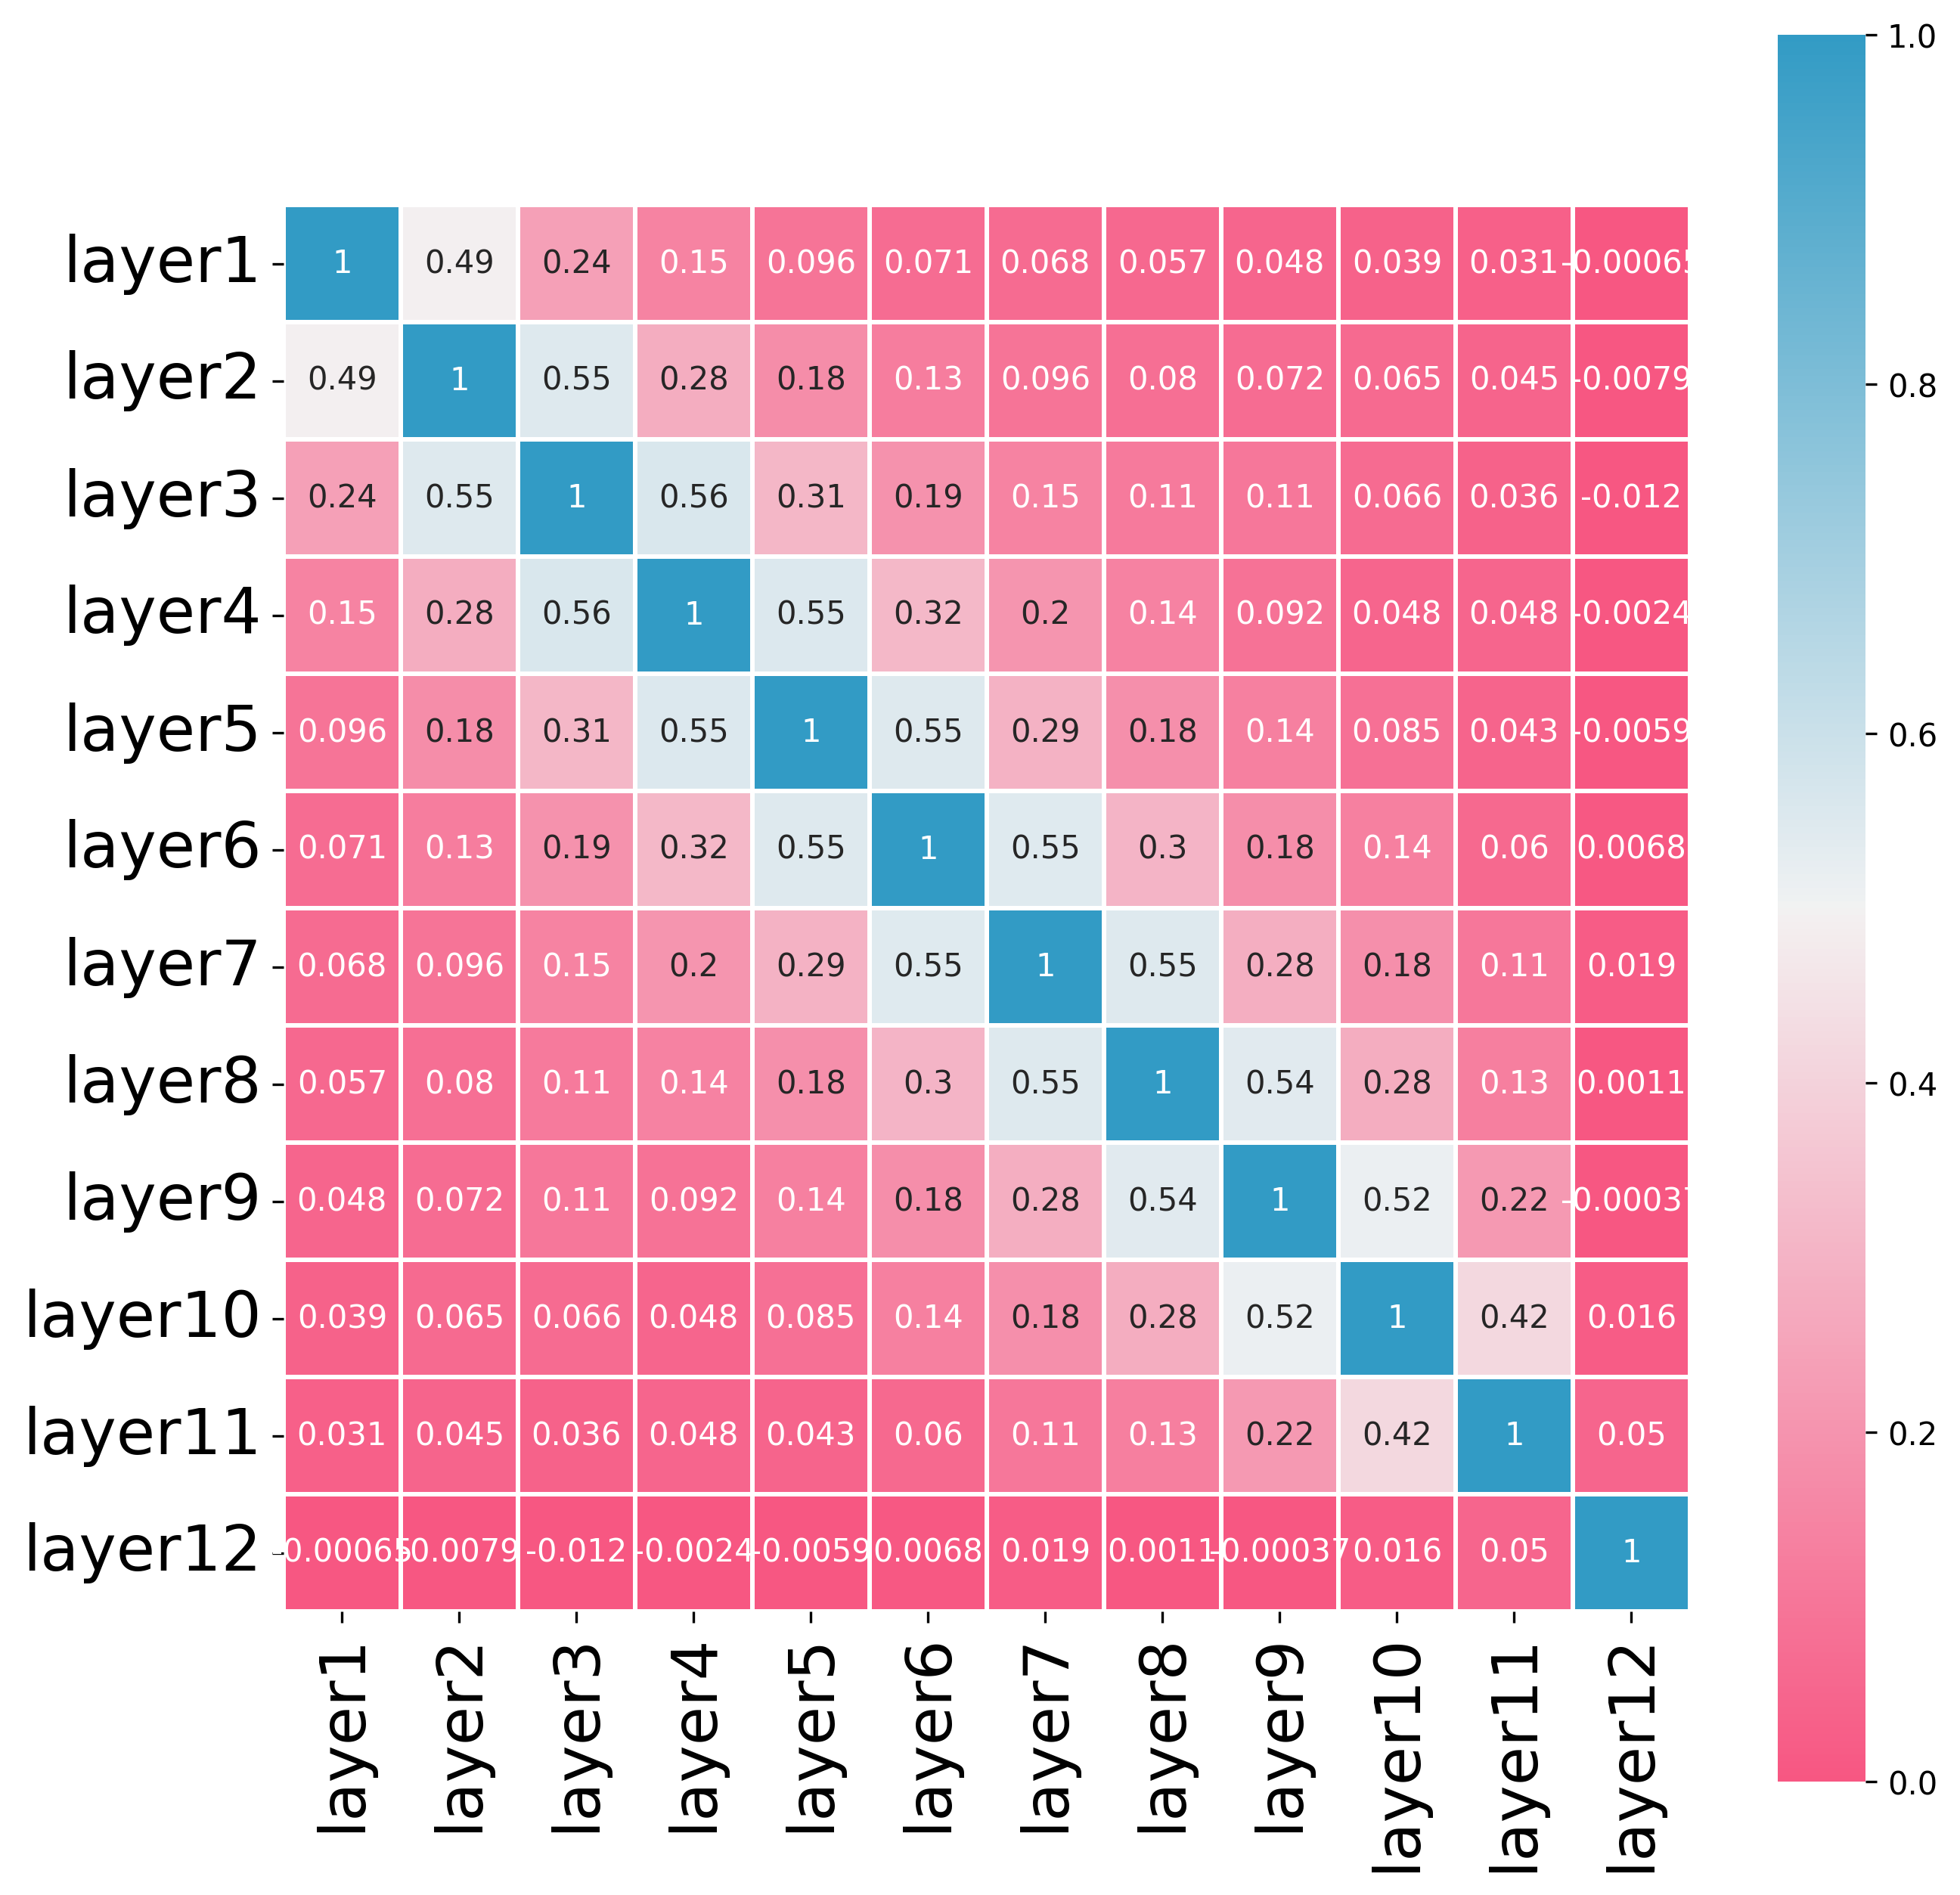 1.0
layer1 1 0.49 0.24 0.15 0.096 0.071 0.068 0.057 0.048 0.039 0.031 -0.00065
layer2 0.49 1 0.55 0.28 0.18 0.13 0.096 0.08 0.072 0.065 0.045 -0.0079
0.8
layer3 0.24 0.55 1 0.56 0.31 0.19 0.15 0.11 0.11 0.066 0.036 -0.012
layer4 0.15 0.28 0.56 1 0.55 0.32 0.2 0.14 0.092 0.048 0.048 -0.0024
layer5 0.096 0.18 0.31 0.55 1 0.55 0.29 0.18 0.14 0.085 0.043 -0.0059
0.6
layer6 0.071 0.13 0.19 0.32 0.55 1 0.55 0.3 0.18 0.14 0.06 0.0068
layer7 0.068 0.096 0.15 0.2 0.29 0.55 1 0.55 0.28 0.18 0.11 0.019
layer8 0.057 0.08 0.11 0.14 0.18 0.3 0.55 1 0.54 0.28 0.13 0.0011
0.4
layer9 0.048 0.072 0.11 0.092 0.14 0.18 0.28 0.54 1 0.52 0.22 -0.00037
layer10 0.039 0.065 0.066 0.048 0.085 0.14 0.18 0.28 0.52 1 0.42 0.016
layer11 0.031 0.045 0.036 0.048 0.043 0.06 0.11 0.13 0.22 0.42 1 0.05
0.2
layer12 -0.00065 -0.0079 -0.012 -0.0024 -0.0059 0.0068 0.019 0.0011 -0.00037 0.016 0.05 1
layer1 layer2 layer3 layer4 layer5 layer6 layer7 layer8 layer9 layer10 layer11 layer12
0.0